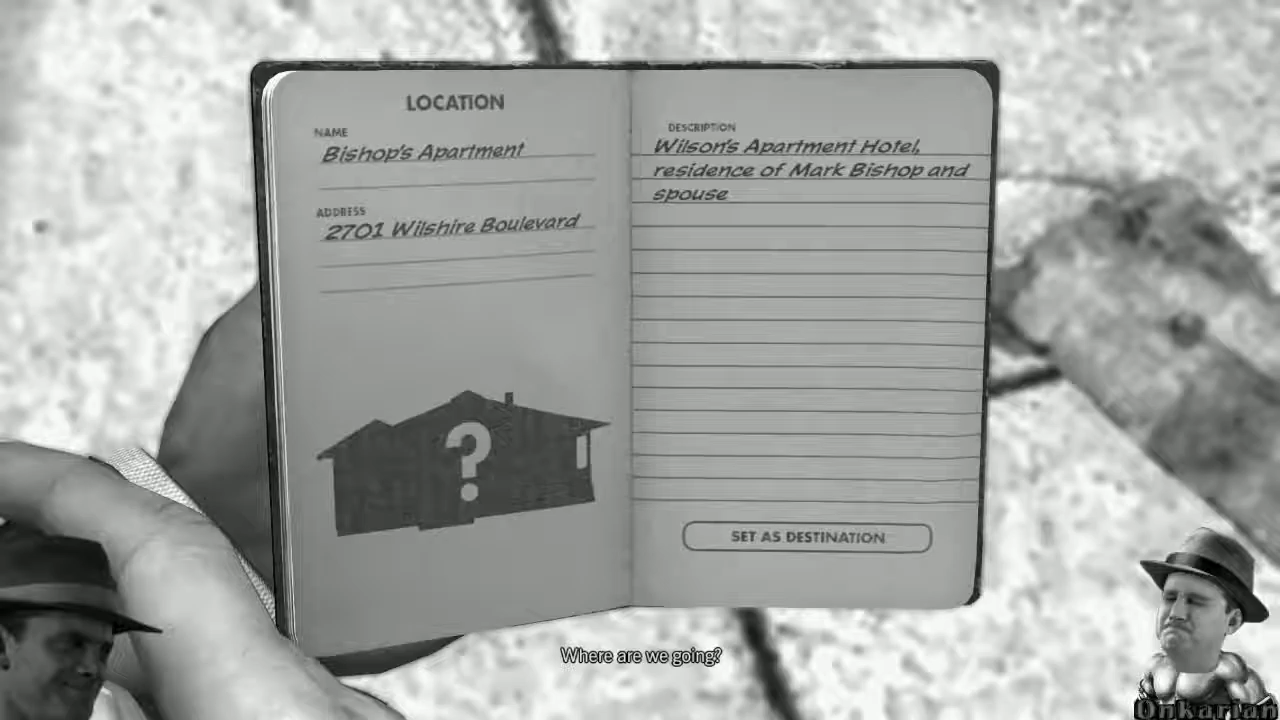 LOCATION
NAME
Bishop's Apartment
ADDRESS
2701 Wilshire Boulevard
?
DESCRIPTION
Wilson's Apartment Hotel,
residence of Mark Bishop and
spouse
SET AS DESTINATION
Where are we going?
Onkarian